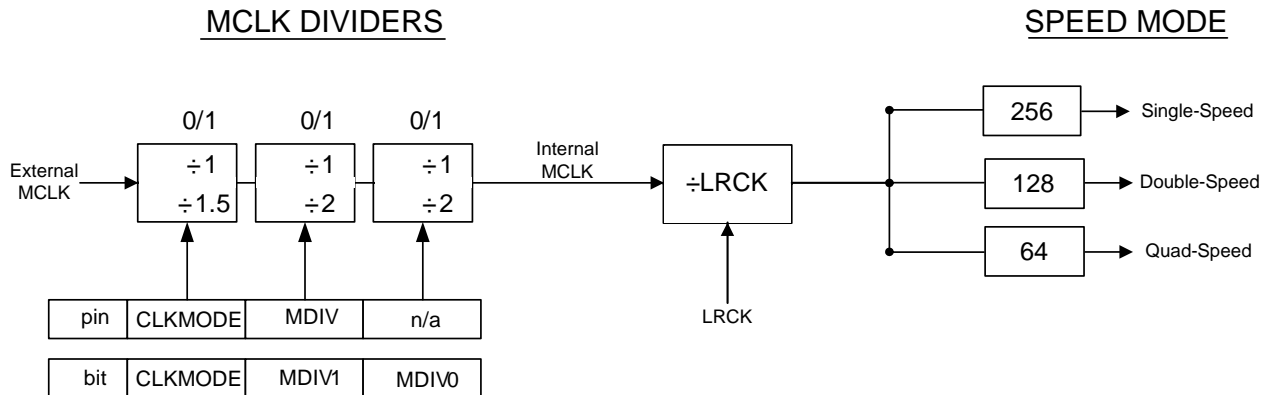 MCLK DIVIDERS
SPEED MODE
0/1 0/1 0/1
External
MCLK
÷1
÷1.5
÷1
÷2
÷1
÷2
Internal
MCLK
÷LRCK
LRCK
256
Single-Speed
128
Double-Speed
64
Quad-Speed
pin CLKMODE MDIV n/a
bit CLKMODE MDIV1 MDIV0